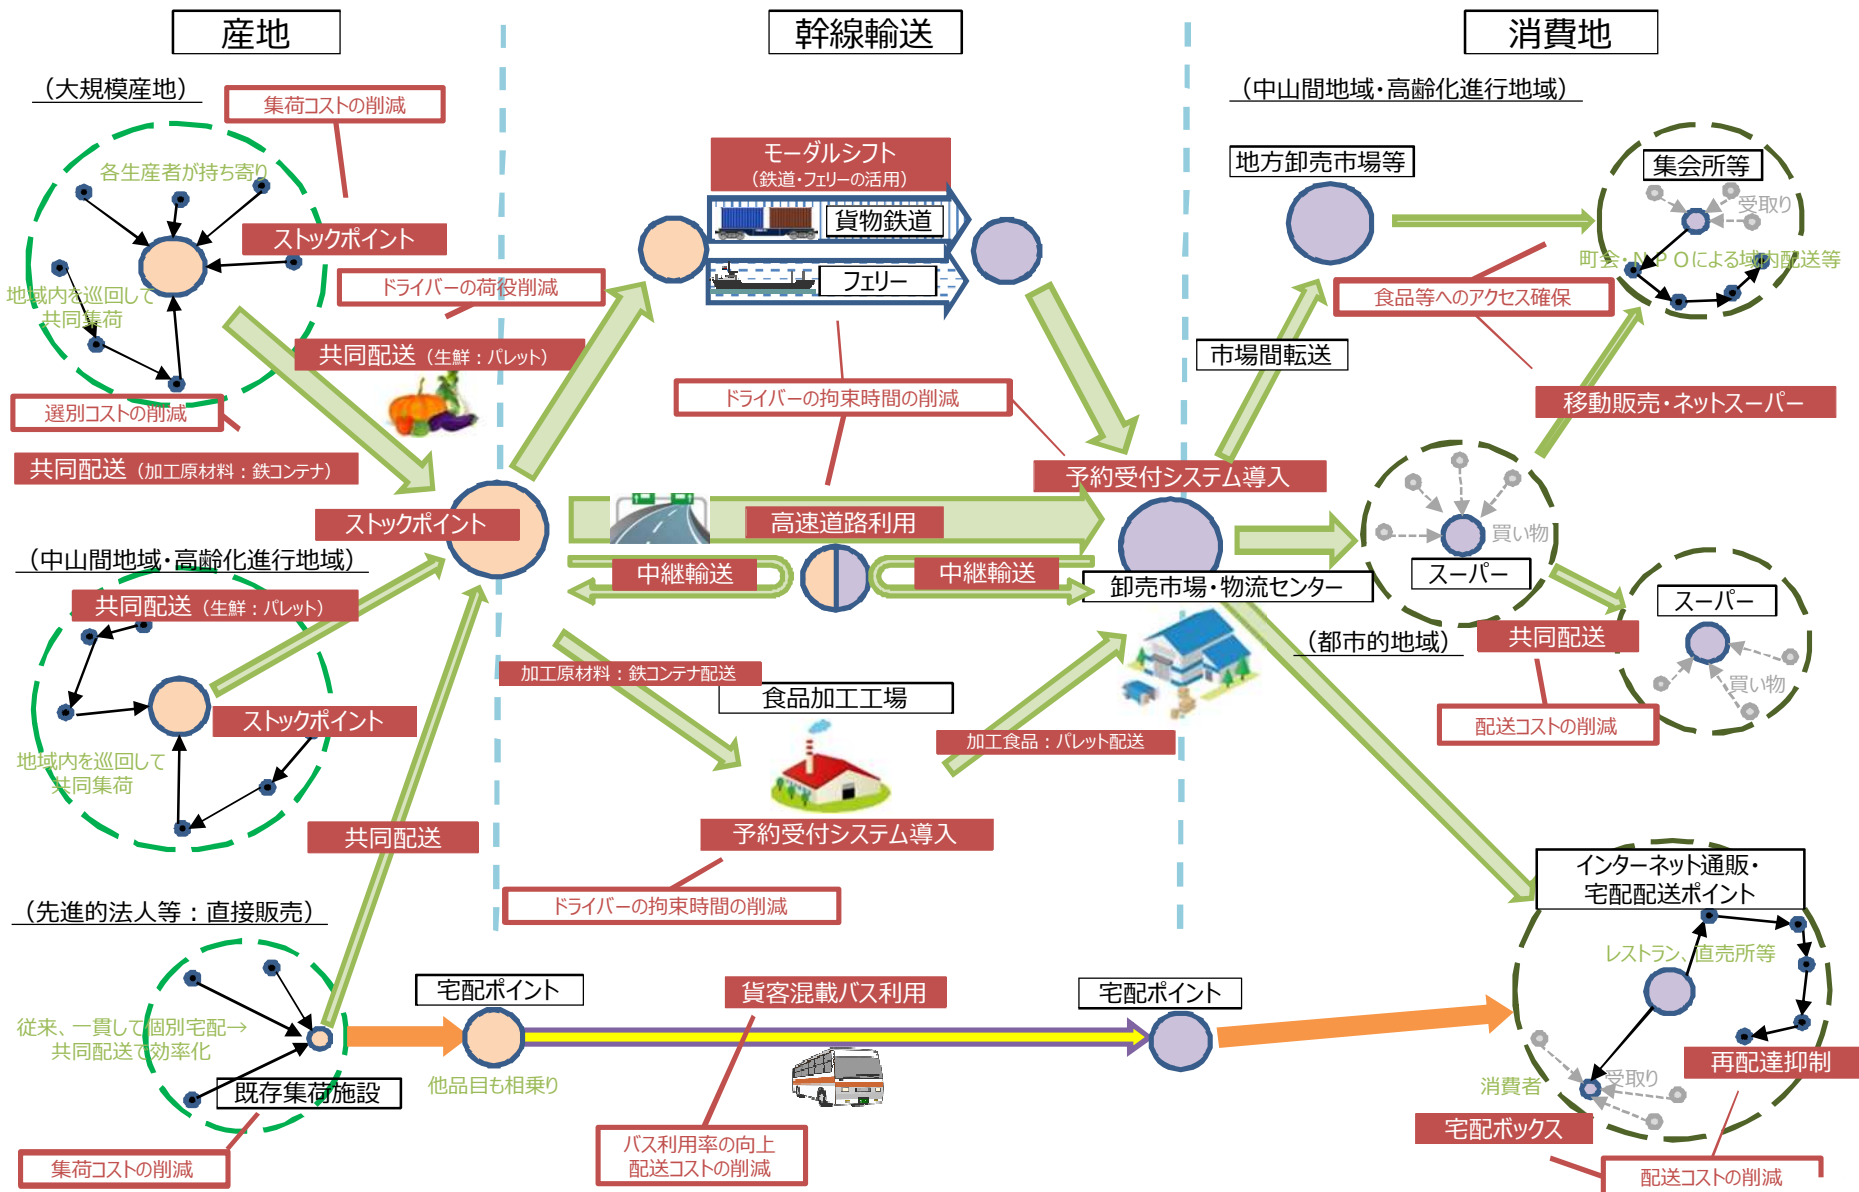 産地
幹線輸送
消費地
（大規模産地）
集荷コストの削減
各生産者が持ち寄り
ストックポイント
地域内を巡回して
共同集荷
ドライバーの荷役削減
共同配送（生鮮：パレット）
選別コストの削減
共同配送（加工原材料：鉄コンテナ）
ストックポイント
（中山間地域・高齢化進行地域）
共同配送（生鮮：パレット）
ストックポイント
地域内を巡回して
共同集荷
共同配送
（先進的法人等：直接販売）
従来、一貫して個別宅配→
共同配送で効率化
既存集荷施設
集荷コストの削減
宅配ポイント
他品目も相乗り
モーダルシフト
（鉄道・フェリーの活用）
貨物鉄道
フェリー
ドライバーの拘束時間の削減
予約受付システム導入
高速道路利用
中継輸送
中継輸送
卸売市場・物流センター
加工原材料：鉄コンテナ配送
食品加工工場
加工食品：パレット配送
予約受付システム導入
ドライバーの拘束時間の削減
貨客混載バス利用
バス利用率の向上
配送コストの削減
宅配ポイント
（中山間地域・高齢化進行地域）
地方卸売市場等
集会所等
受取り
町会・ＮＰＯによる域内配送等
食品等へのアクセス確保
市場間転送
移動販売・ネットスーパー
買い物
スーパー
スーパー
（都市的地域）
共同配送
買い物
配送コストの削減
インターネット通販・
宅配配送ポイント
レストラン、直売所等
再配達抑制
受取り
消費者
宅配ボックス
配送コストの削減